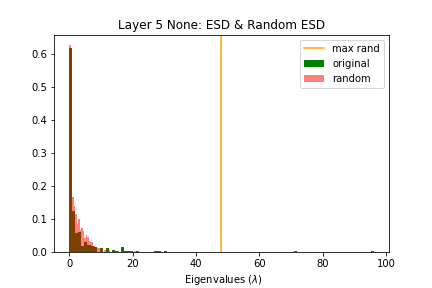 Layer 5 None: ESD & Random ESD
max rand
original
random
0.6
0.5
0.4
0.3
0.2
0.1
0.0
0 20 40 60 80 100
Eigenvalues (λ)